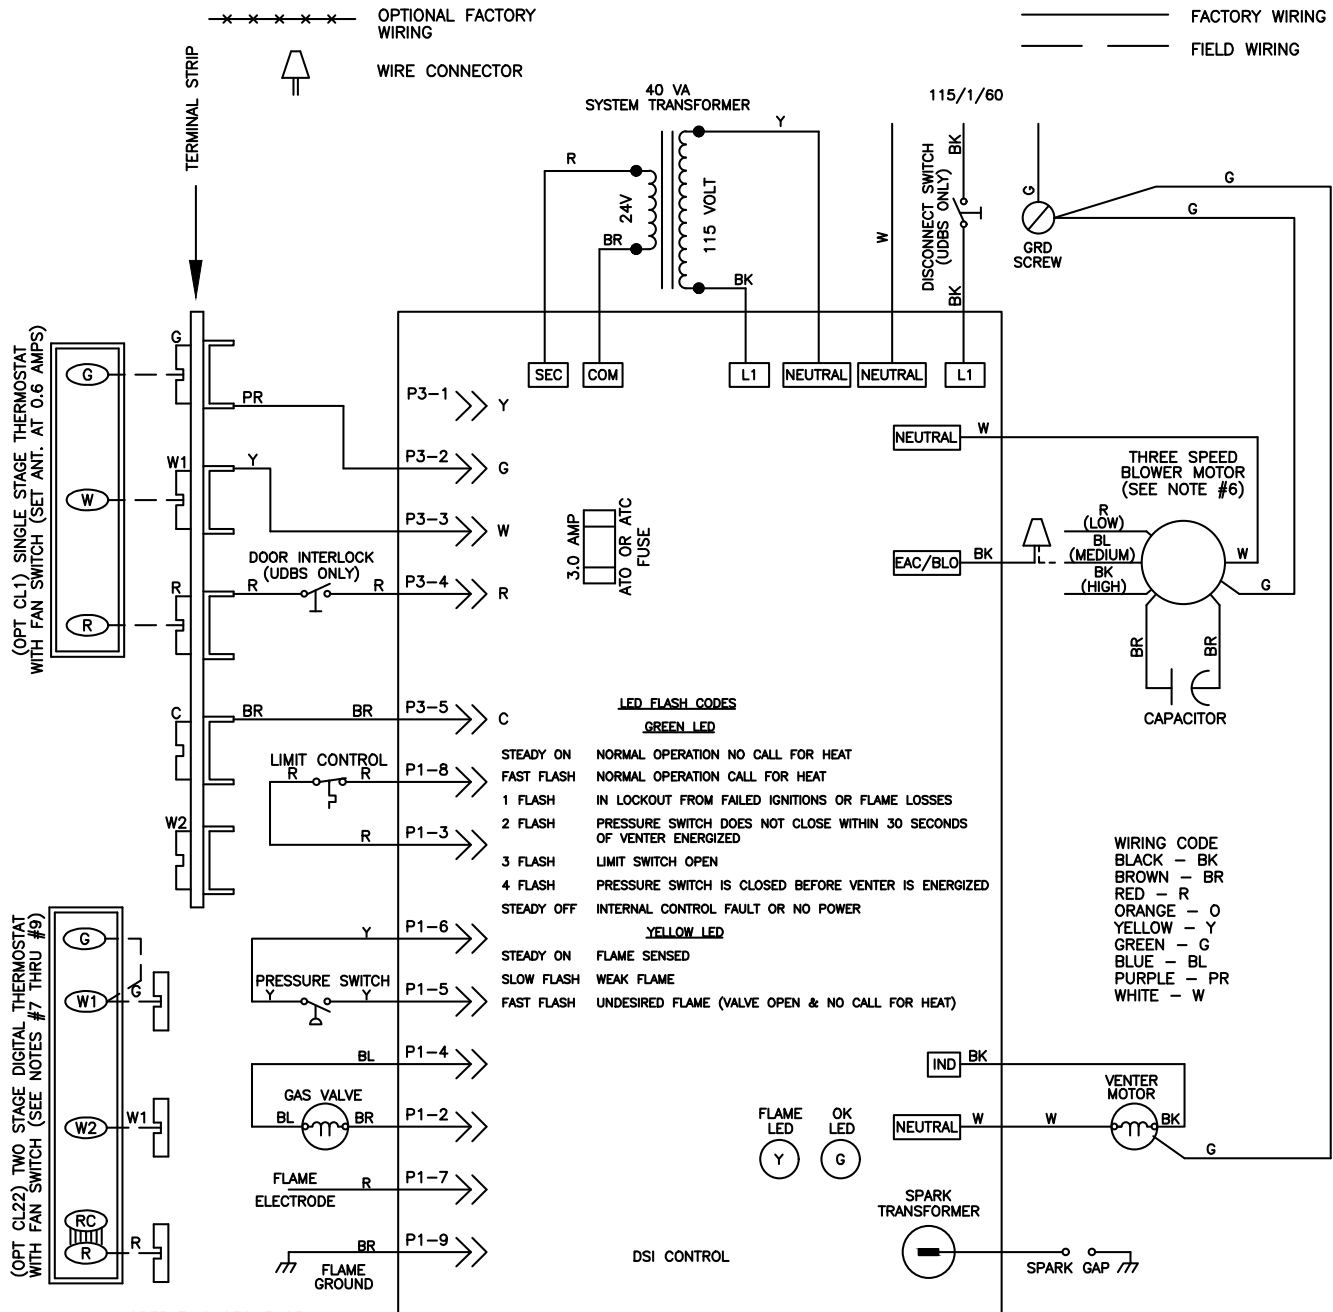 OPTIONAL FACTORY
WIRING
WIRE CONNECTOR
FACTORY WIRING
FIELD WIRING
TERMINAL STRIP
40 VA
SYSTEM TRANSFORMER
R
24V
BR
115 VOLT
Y
BK
115/1/60
W
BK
DISCONNECT SWITCH
(UDBS ONLY)
BK
G
GRD
SCREW
G
G
SEC
COM
L1
NEUTRAL
NEUTRAL
L1
(OPT CL1) SINGLE STAGE THERMOSTAT
WITH FAN SWITCH (SET ANT. AT 0.6 AMPS)
G
W
R
G
PR
W1
Y
R
R
DOOR INTERLOCK
(UDBS ONLY)
R
C
BR
BR
W2
P3-1
Y
P3-2
G
P3-3
W
P3-4
R
P3-5
C
3.0 AMP
ATO OR ATC
FUSE
NEUTRAL
W
EAC/BLO
BK
THREE SPEED
BLOWER MOTOR
(SEE NOTE #6)
R
(LOW)
BL
(MEDIUM)
BK
(HIGH)
W
G
BR
BR
CAPACITOR
LIMIT CONTROL
R
R
P1-8
R
P1-3
LED FLASH CODES
GREEN LED
STEADY ON NORMAL OPERATION NO CALL FOR HEAT
FAST FLASH NORMAL OPERATION CALL FOR HEAT
1 FLASH IN LOCKOUT FROM FAILED IGNITIONS OR FLAME LOSSES
2 FLASH PRESSURE SWITCH DOES NOT CLOSE WITHIN 30 SECONDS
OF VENTER ENERGIZED
3 FLASH LIMIT SWITCH OPEN
4 FLASH PRESSURE SWITCH IS CLOSED BEFORE VENTER IS ENERGIZED
STEADY OFF INTERNAL CONTROL FAULT OR NO POWER
YELLOW LED
STEADY ON FLAME SENSED
SLOW FLASH WEAK FLAME
FAST FLASH UNDESIRED FLAME (VALVE OPEN & NO CALL FOR HEAT)
WIRING CODE
BLACK - BK
BROWN - BR
RED - R
ORANGE - O
YELLOW - Y
GREEN - G
BLUE - BL
PURPLE - PR
WHITE - W
(OPT CL22) TWO STAGE DIGITAL THERMOSTAT
WITH FAN SWITCH (SEE NOTES #7 THRU #9)
G
W1
G
W2
W1
RC
R
R
Y
P1-6
PRESSURE SWITCH
Y
Y
P1-5
BL
P1-4
GAS VALVE
BL
BR
P1-2
FLAME
ELECTRODE
R
P1-7
BR
P1-9
FLAME
GROUND
FLAME
LED
Y
OK
LED
G
DSI CONTROL
IND
BK
NEUTRAL
W
W
VENTER
MOTOR
BK
G
SPARK
TRANSFORMER
SPARK GAP